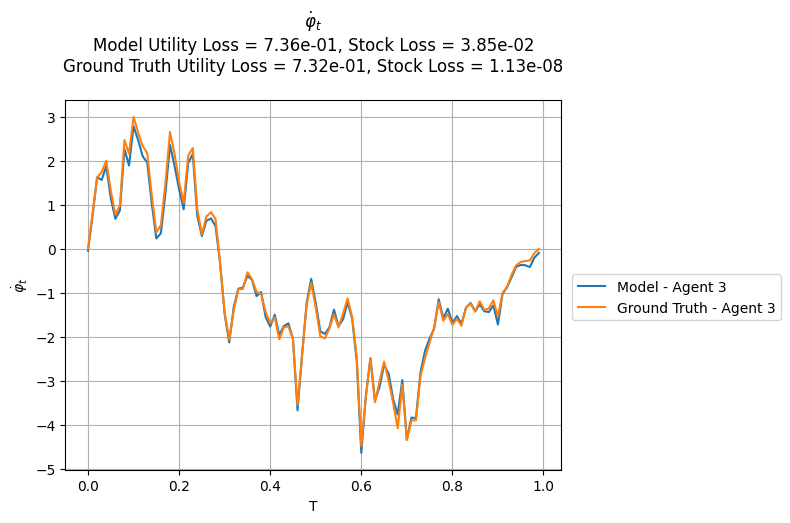 φ̇ₜ
Model Utility Loss = 7.36e-01, Stock Loss = 3.85e-02
Ground Truth Utility Loss = 7.32e-01, Stock Loss = 1.13e-08
3
2
1
0
−1
−2
−3
−4
−5
φ̇ₜ
0.0 0.2 0.4 0.6 0.8 1.0
T
Model - Agent 3
Ground Truth - Agent 3